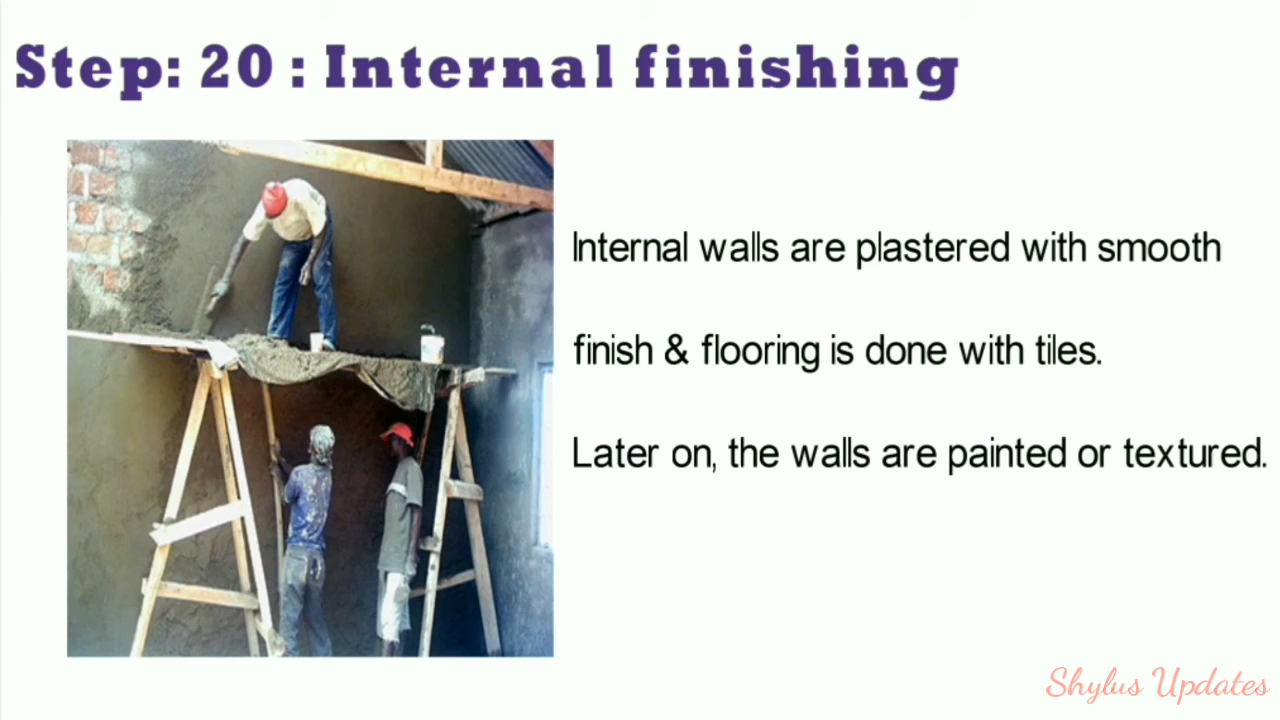 Step: 20 : Internal finishing
Internal walls are plastered with smooth
finish & flooring is done with tiles.
Later on, the walls are painted or textured.
Shylus Updates